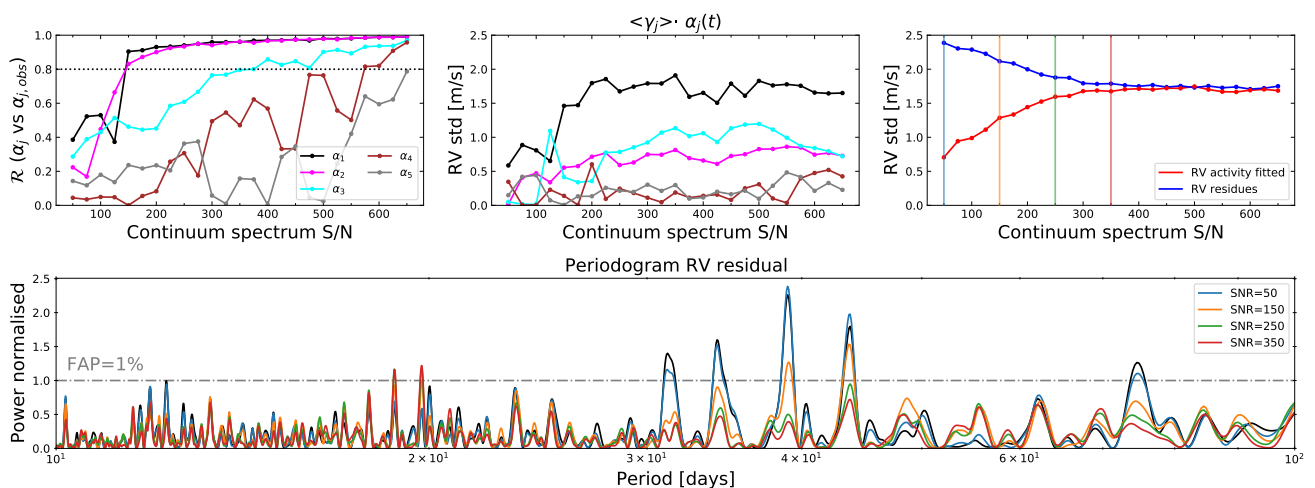 <γj>· αj(t)
ℛ (αj vs αj, obs)
1.0
0.8
0.6
0.4
0.2
0.0
100 200 300 400 500 600
Continuum spectrum S/N
α1
α2
α3
α4
α5
RV std [m/s]
2.5
2.0
1.5
1.0
0.5
0.0
100 200 300 400 500 600
Continuum spectrum S/N
RV std [m/s]
2.5
2.0
1.5
1.0
0.5
0.0
100 200 300 400 500 600
Continuum spectrum S/N
RV activity fitted
RV residues
Periodogram RV residual
Power normalised
2.5
2.0
1.5
1.0
0.5
0.0
FAP=1%
SNR=50
SNR=150
SNR=250
SNR=350
10¹ 2 × 10¹ 3 × 10¹ 4 × 10¹ 6 × 10¹ 10²
Period [days]